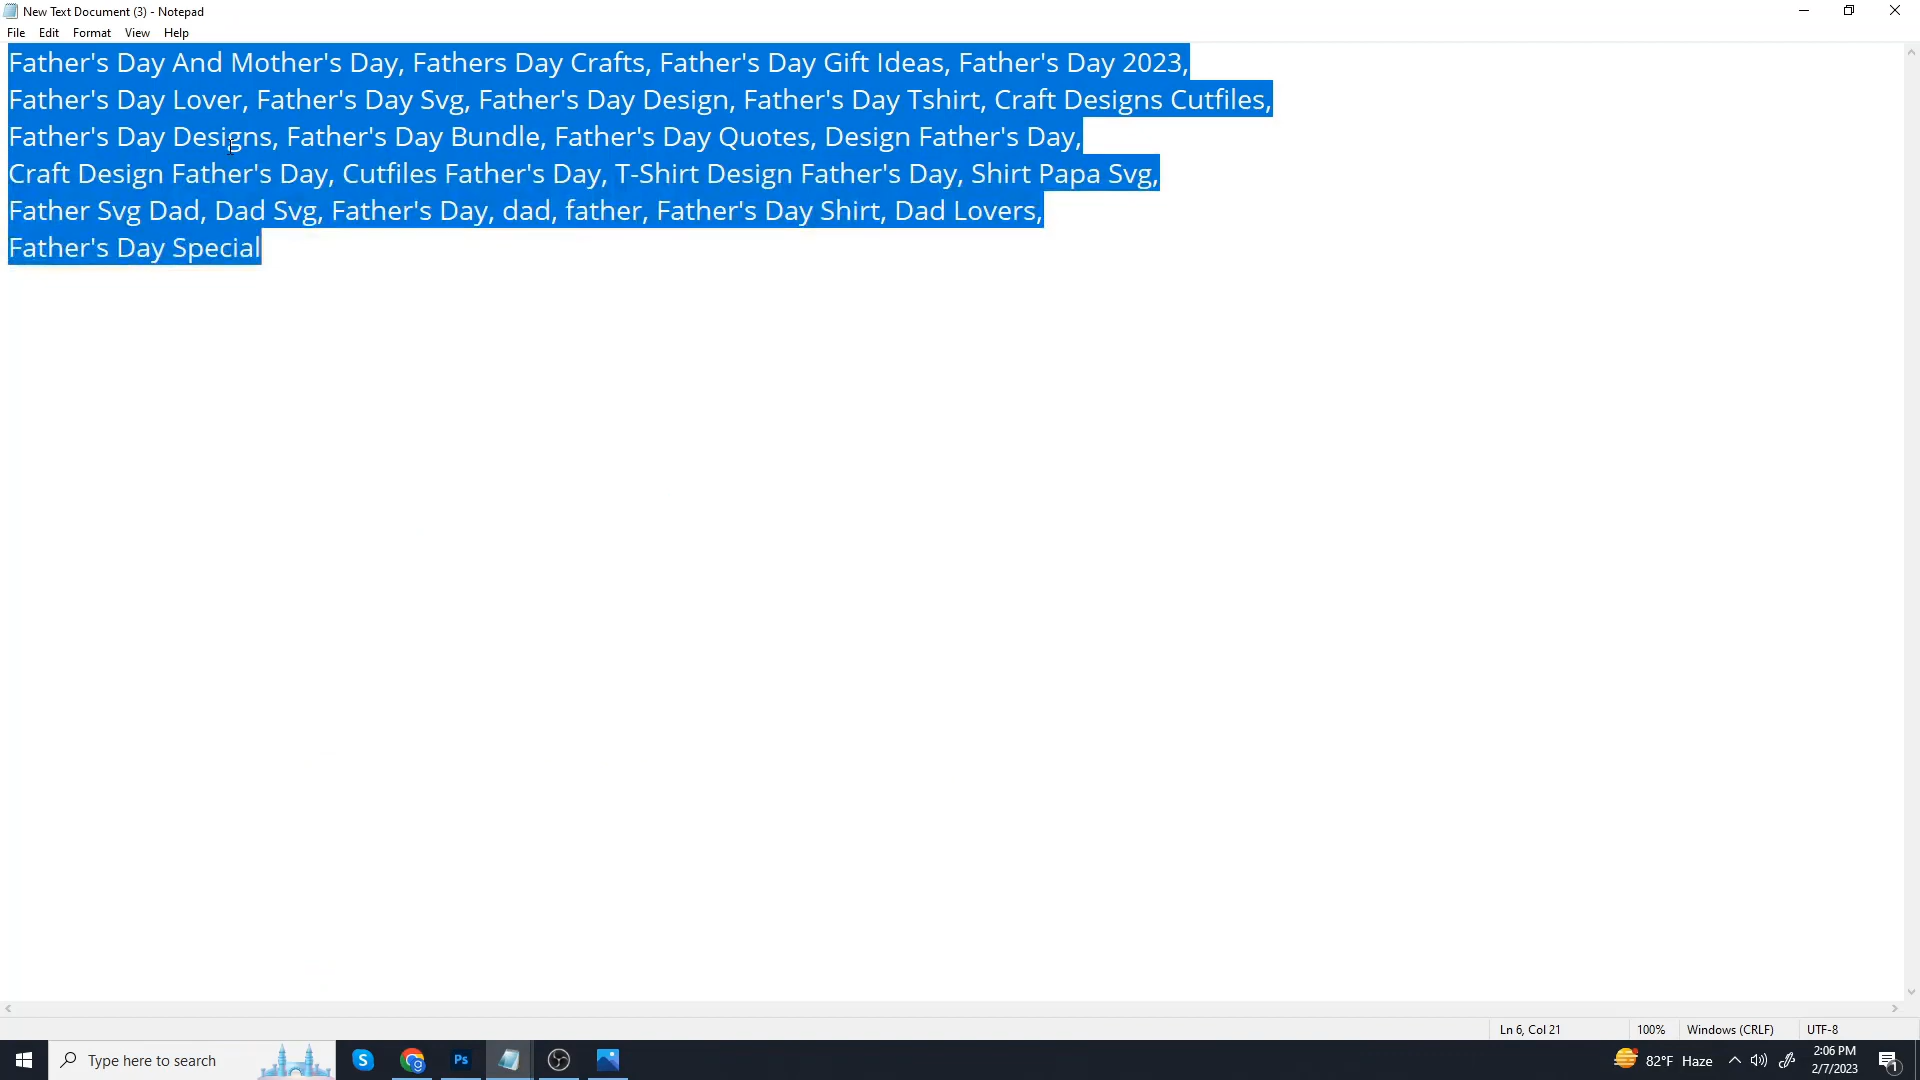 New Text Document (3) - Notepad
File Edit Format View Help
Father's Day And Mother's Day, Fathers Day Crafts, Father's Day Gift Ideas, Father's Day 2023,
Father's Day Lover, Father's Day Svg, Father's Day Design, Father's Day Tshirt, Craft Designs Cutfiles,
Father's Day Designs, Father's Day Bundle, Father's Day Quotes, Design Father's Day,
Craft Design Father's Day, Cutfiles Father's Day, T-Shirt Design Father's Day, Shirt Papa Svg,
Father Svg Dad, Dad Svg, Father's Day, dad, father, Father's Day Shirt, Dad Lovers,
Father's Day Special
Ln 6, Col 21 100% Windows (CRLF) UTF-8
Type here to search S g Ps 82°F Haze 2:06 PM
2/7/2023 1